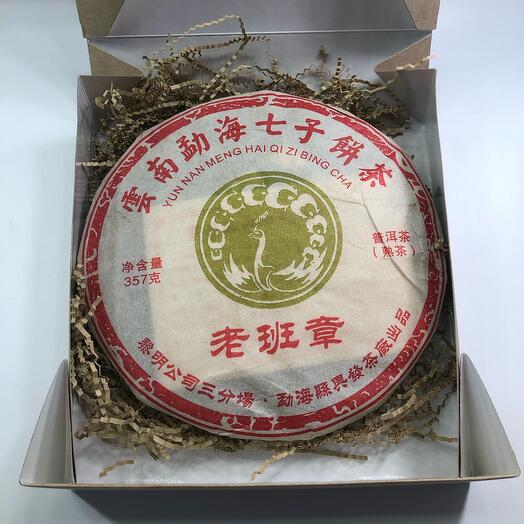 雲南勐海七子餅茶
YUN NAN MENG HAI QI ZI BING CHA
净含量
357克
普洱茶
（熟茶）
老班章
黎明公司三分場·勐海縣興發茶廠出品